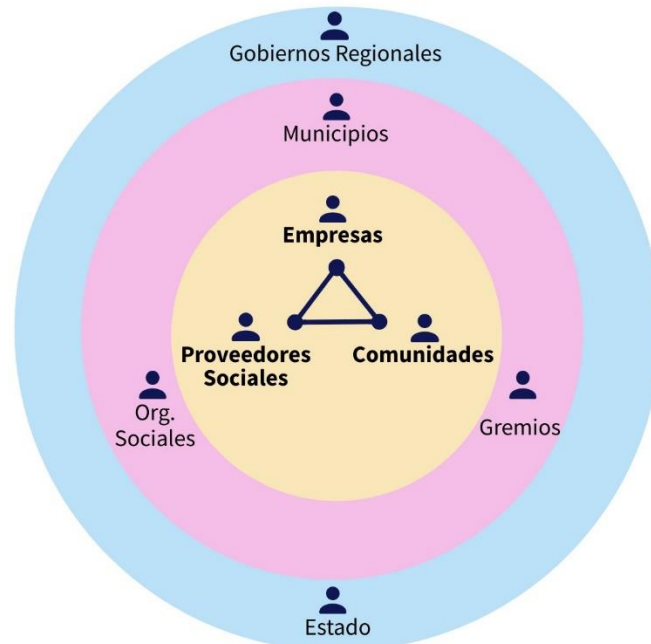 Gobiernos Regionales
Municipios
Empresas
Proveedores
Sociales
Comunidades
Org.
Sociales
Gremios
Estado